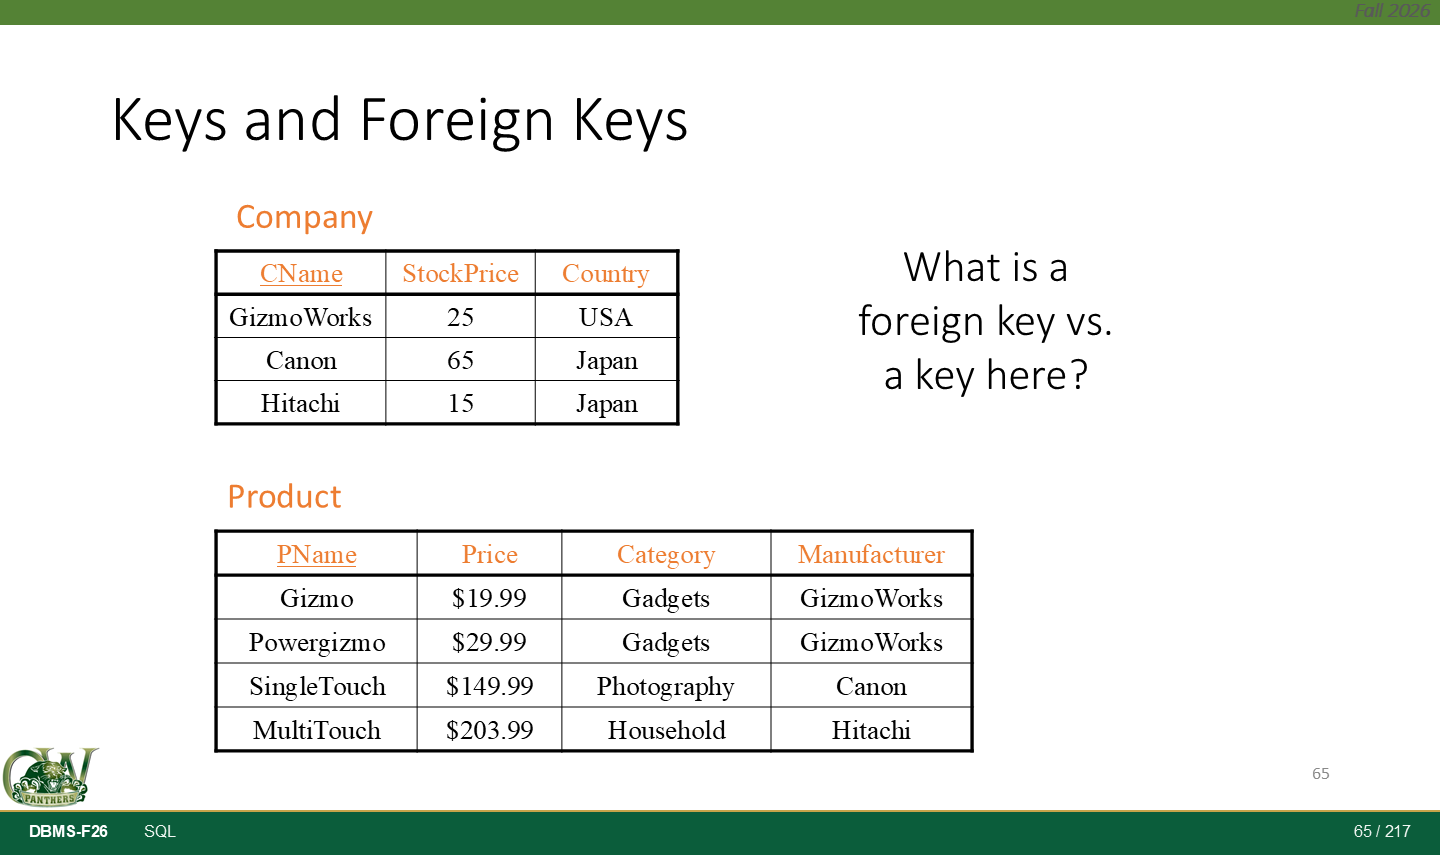 Fall 2026
Keys and Foreign Keys
Company
CName StockPrice Country
GizmoWorks 25 USA
Canon 65 Japan
Hitachi 15 Japan
What is a
foreign key vs.
a key here?
Product
PName Price Category Manufacturer
Gizmo $19.99 Gadgets GizmoWorks
Powergizmo $29.99 Gadgets GizmoWorks
SingleTouch $149.99 Photography Canon
MultiTouch $203.99 Household Hitachi
OW
PANTHERS
65
DBMS-F26 SQL 65 / 217